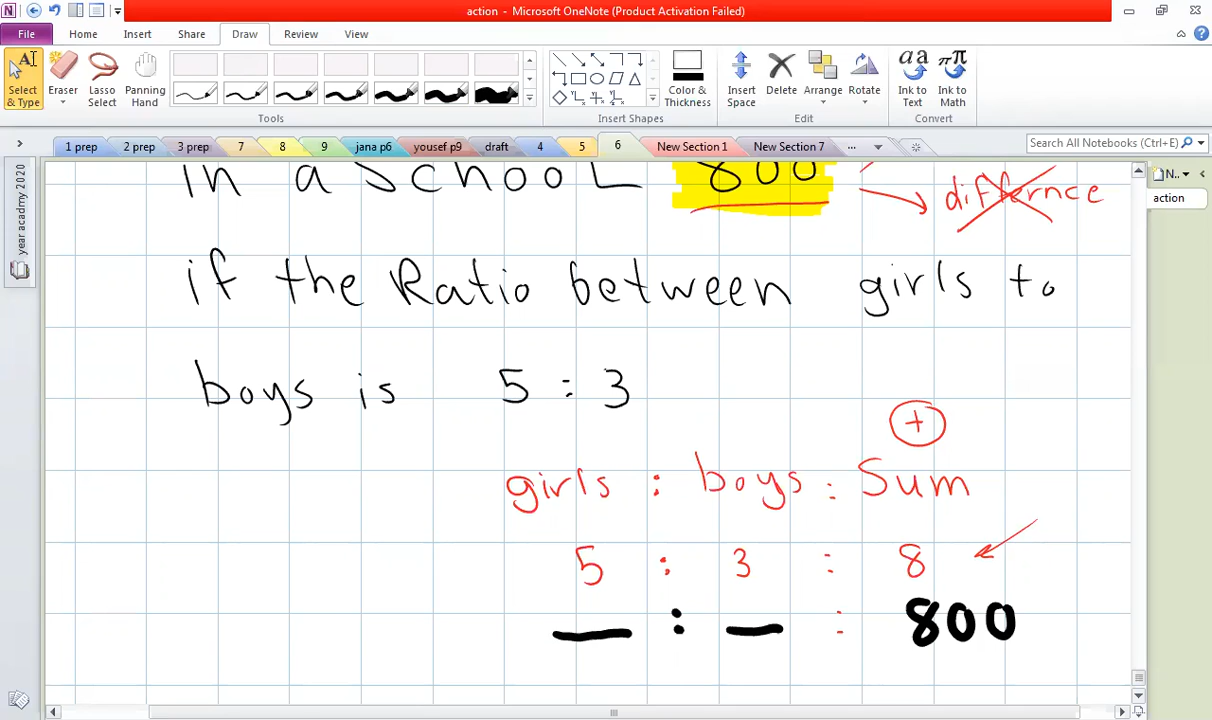 action - Microsoft OneNote (Product Activation Failed)
File Home Insert Share Draw Review View
Select & Type Eraser Lasso Select Panning Hand Color & Thickness Insert Space Delete Arrange Rotate Ink to Text Ink to Math
Tools Insert Shapes Edit Convert
1 prep 2 prep 3 prep 7 8 9 jana p6 yousef p9 draft 4 5 6 New Section 1 New Section 7 ... Search All Notebooks (Ctrl+E)
year academy 2020
N..
action
in a School 800
differnce
if the Ratio between girls to
boys is 5 : 3
+
girls : boys : Sum
5 : 3 : 8
__ : __ : 800